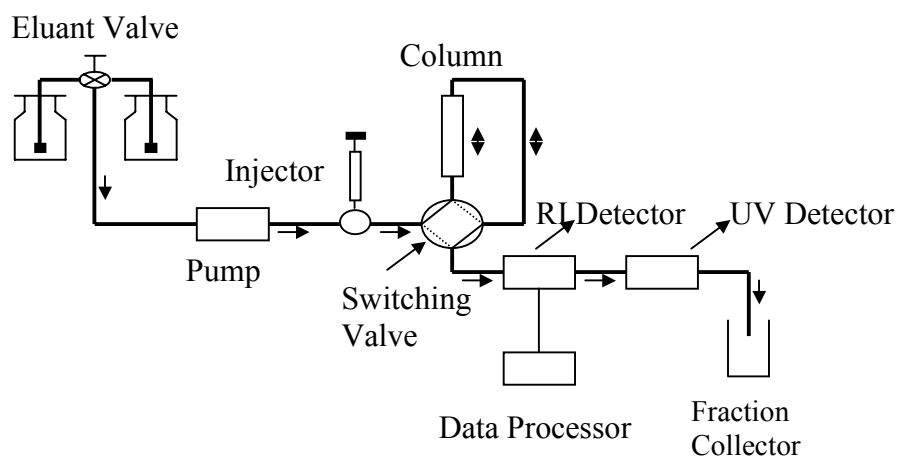 Eluant Valve
Column
Injector
RI Detector
UV Detector
Pump
Switching
Valve
Data Processor
Fraction
Collector